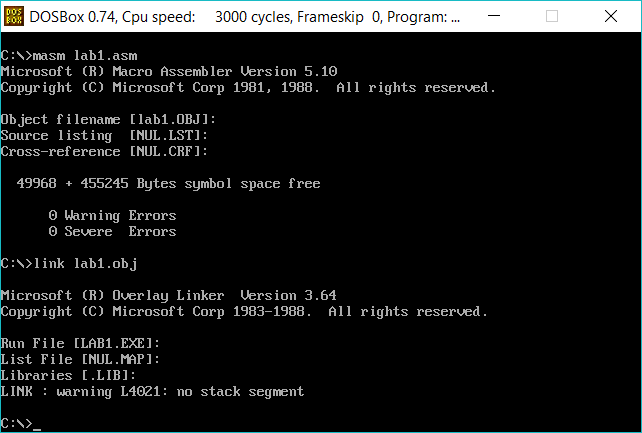 DOSBox 0.74, Cpu speed:    3000 cycles, Frameskip  0, Program: ...
C:\>masm lab1.asm
Microsoft (R) Macro Assembler Version 5.10
Copyright (C) Microsoft Corp 1981, 1988.  All rights reserved.
Object filename [lab1.OBJ]:
Source listing  [NUL.LST]:
Cross-reference [NUL.CRF]:
  49968 + 455245 Bytes symbol space free
      0 Warning Errors
      0 Severe  Errors
C:\>link lab1.obj
Microsoft (R) Overlay Linker  Version 3.64
Copyright (C) Microsoft Corp 1983-1988.  All rights reserved.
Run File [LAB1.EXE]:
List File [NUL.MAP]:
Libraries [.LIB]:
LINK : warning L4021: no stack segment
C:\>_